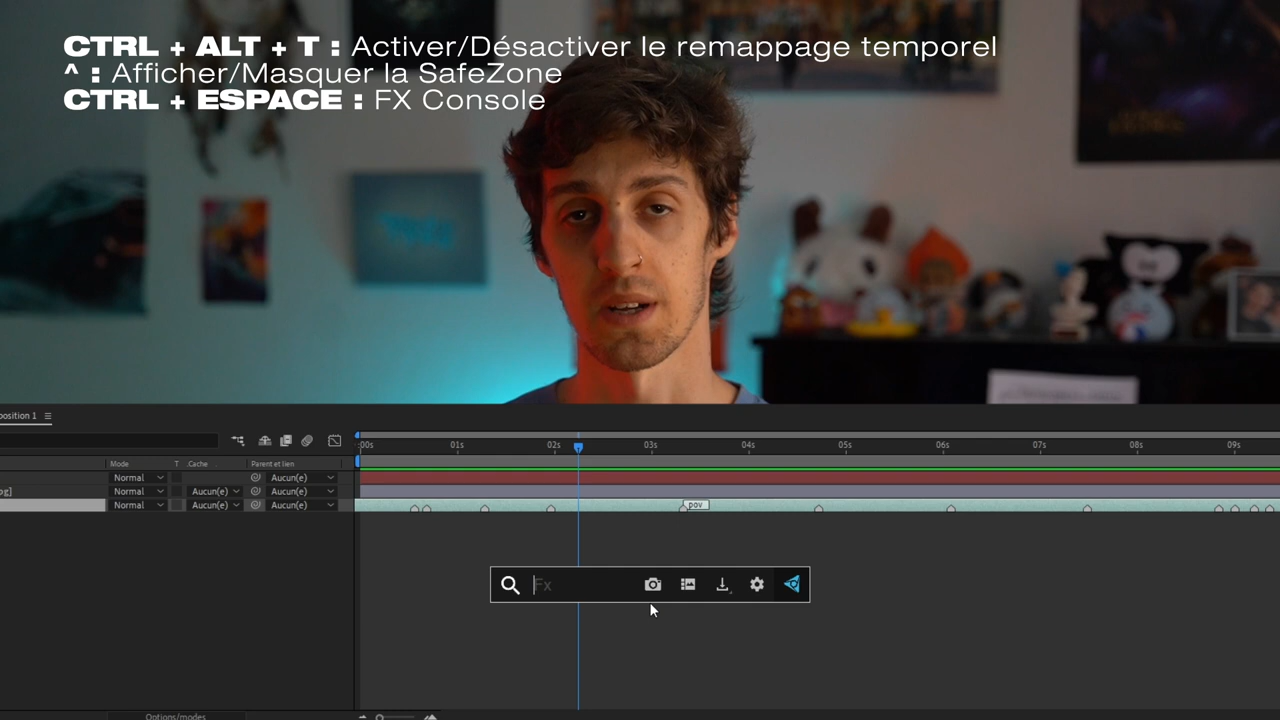 CTRL + ALT + T : Activer/Désactiver le remappage temporel
^ : Afficher/Masquer la SafeZone
CTRL + ESPACE : FX Console
position 1
:00s 01s 02s 03s 04s 05s 06s 07s 08s 09s
Mode T .Cache Parent et lien
Normal Aucun(e)
og] Normal Aucun(e) Aucun(e)
Normal Aucun(e) Aucun(e)
pov
Fx
Options/modes